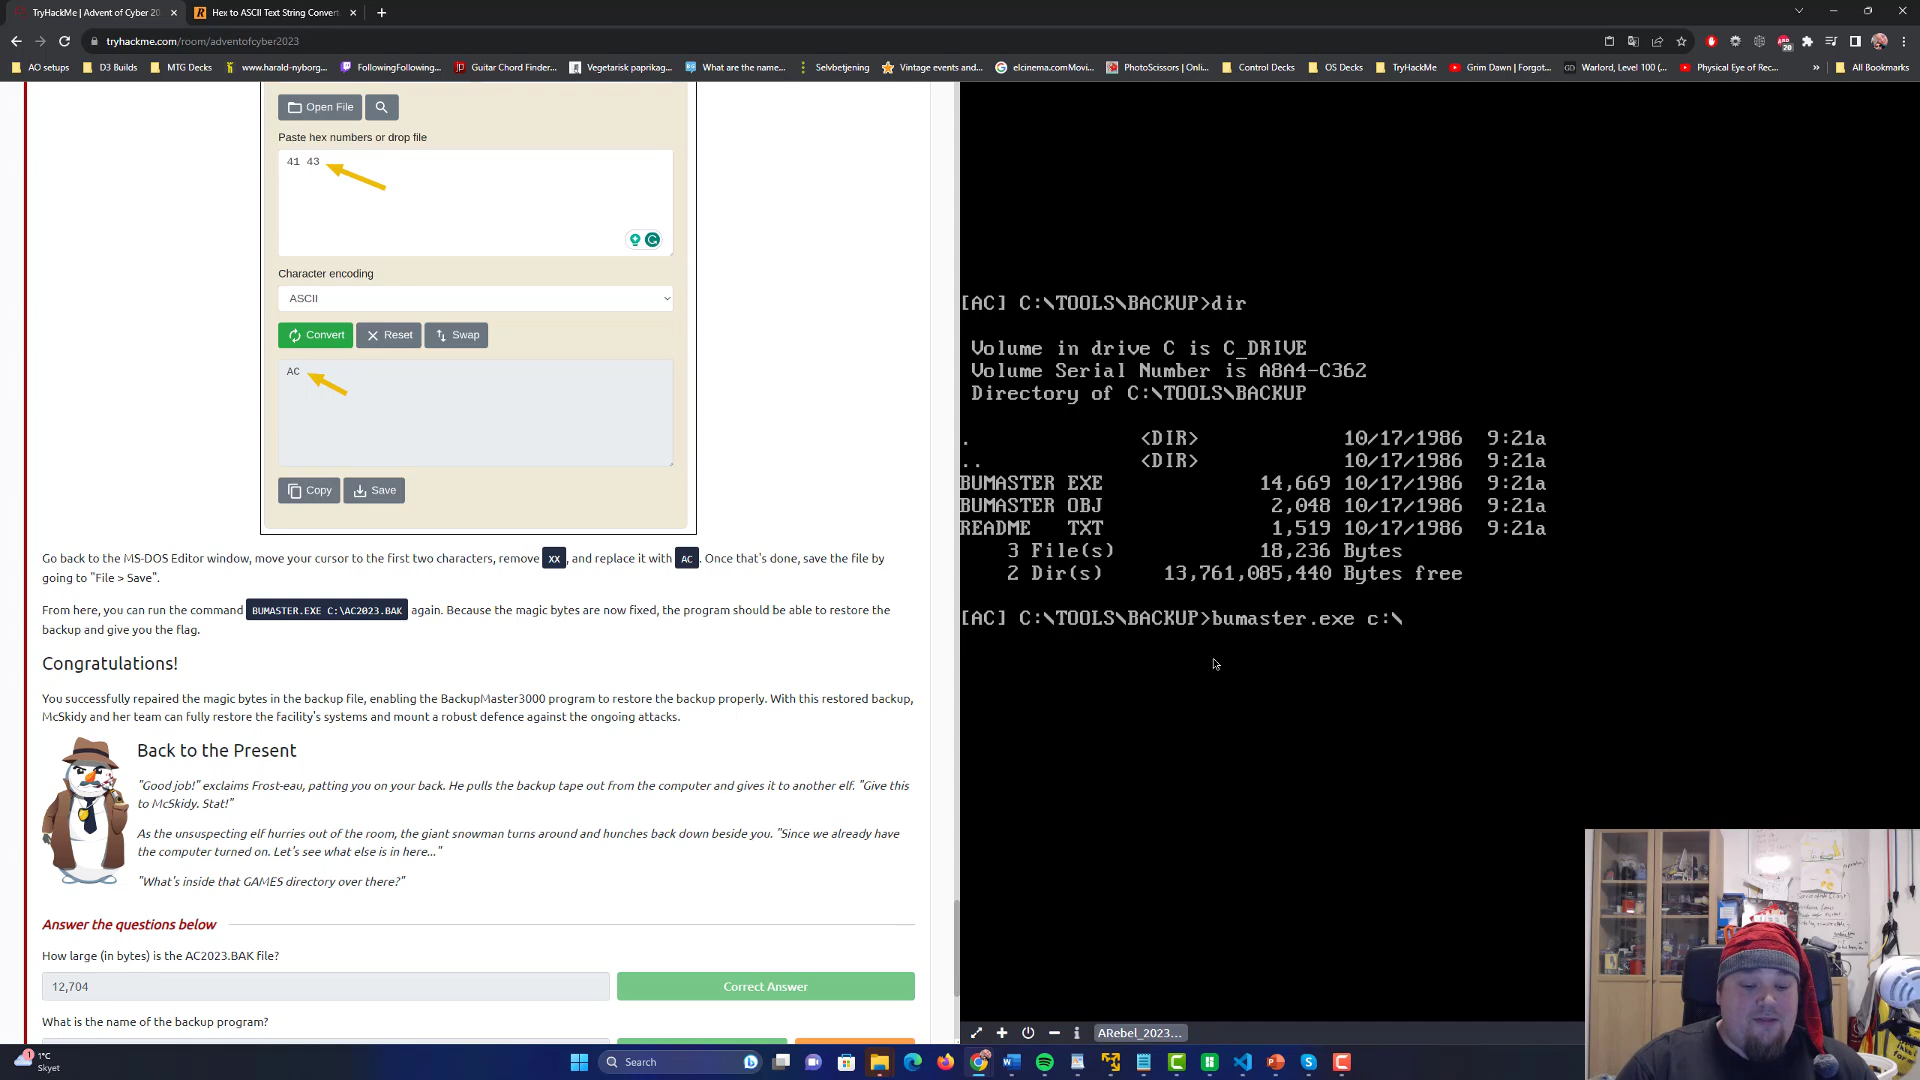 TryHackMe | Advent of Cyber 20
Hex to ASCII Text String Convert
tryhackme.com/room/adventofcyber2023
AO setups
D3 Builds
MTG Decks
www.harald-nyborg...
FollowingFollowing...
Guitar Chord Finder...
Vegetarisk paprikag...
What are the name...
Selvbetjening
Vintage events and...
elcinema.comMovi...
PhotoScissors | Onli...
Control Decks
OS Decks
TryHackMe
Grim Dawn | Forgot...
Warlord, Level 100 (...
Physical Eye of Rec...
»
All Bookmarks
Open File
Paste hex numbers or drop file
41 43
Character encoding
ASCII
Convert
Reset
Swap
AC
Copy
Save
Go back to the MS-DOS Editor window, move your cursor to the first two characters, remove XX, and replace it with AC. Once that's done, save the file by
going to "File > Save".
From here, you can run the command BUMASTER.EXE C:\AC2023.BAK again. Because the magic bytes are now fixed, the program should be able to restore the
backup and give you the flag.
Congratulations!
You successfully repaired the magic bytes in the backup file, enabling the BackupMaster3000 program to restore the backup properly. With this restored backup,
McSkidy and her team can fully restore the facility's systems and mount a robust defence against the ongoing attacks.
Back to the Present
"Good job!" exclaims Frost-eau, patting you on your back. He pulls the backup tape out from the computer and gives it to another elf. "Give this
to McSkidy. Stat!"
As the unsuspecting elf hurries out of the room, the giant snowman turns around and hunches back down beside you. "Since we already have
the computer turned on. Let's see what else is in here..."
"What's inside that GAMES directory over there?"
Answer the questions below
How large (in bytes) is the AC2023.BAK file?
12,704
Correct Answer
What is the name of the backup program?
[AC] C:\TOOLS\BACKUP>dir
Volume in drive C is C_DRIVE
Volume Serial Number is A8A4-C362
Directory of C:\TOOLS\BACKUP
. <DIR> 10/17/1986 9:21a
.. <DIR> 10/17/1986 9:21a
BUMASTER EXE 14,669 10/17/1986 9:21a
BUMASTER OBJ 2,048 10/17/1986 9:21a
README TXT 1,519 10/17/1986 9:21a
3 File(s) 18,236 Bytes
2 Dir(s) 13,761,085,440 Bytes free
[AC] C:\TOOLS\BACKUP>bumaster.exe c:\
ARebel_2023...
1°C
Skyet
Search